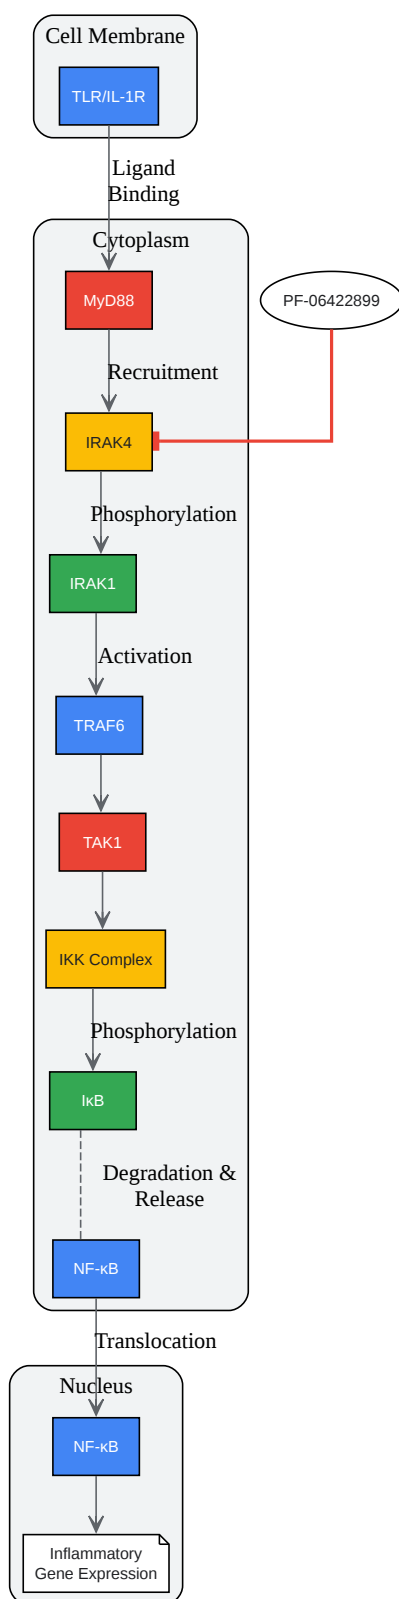 Cell Membrane
TLR/IL-1R
Ligand
Binding
Cytoplasm
MyD88
PF-06422899
Recruitment
IRAK4
Phosphorylation
IRAK1
Activation
TRAF6
TAK1
IKK Complex
Phosphorylation
IκB
Degradation &
Release
NF-κB
Translocation
Nucleus
NF-κB
Inflammatory
Gene Expression